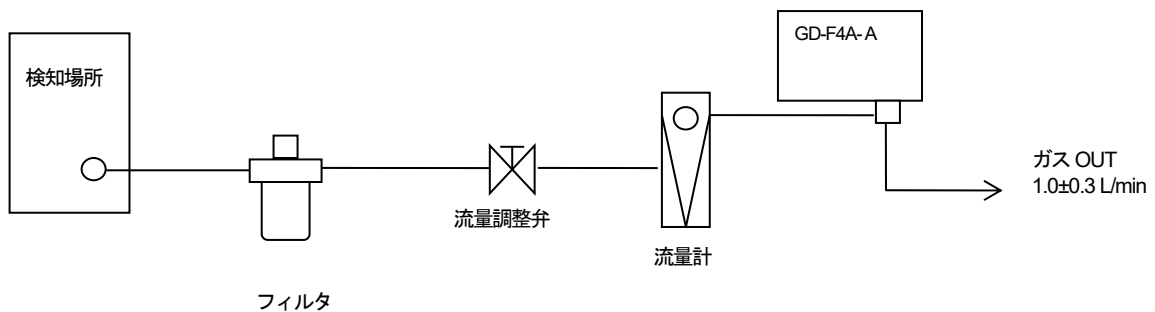 検知場所
フィルタ
流量調整弁
流量計
GD-F4A-A
ガス OUT
1.0±0.3 L/min